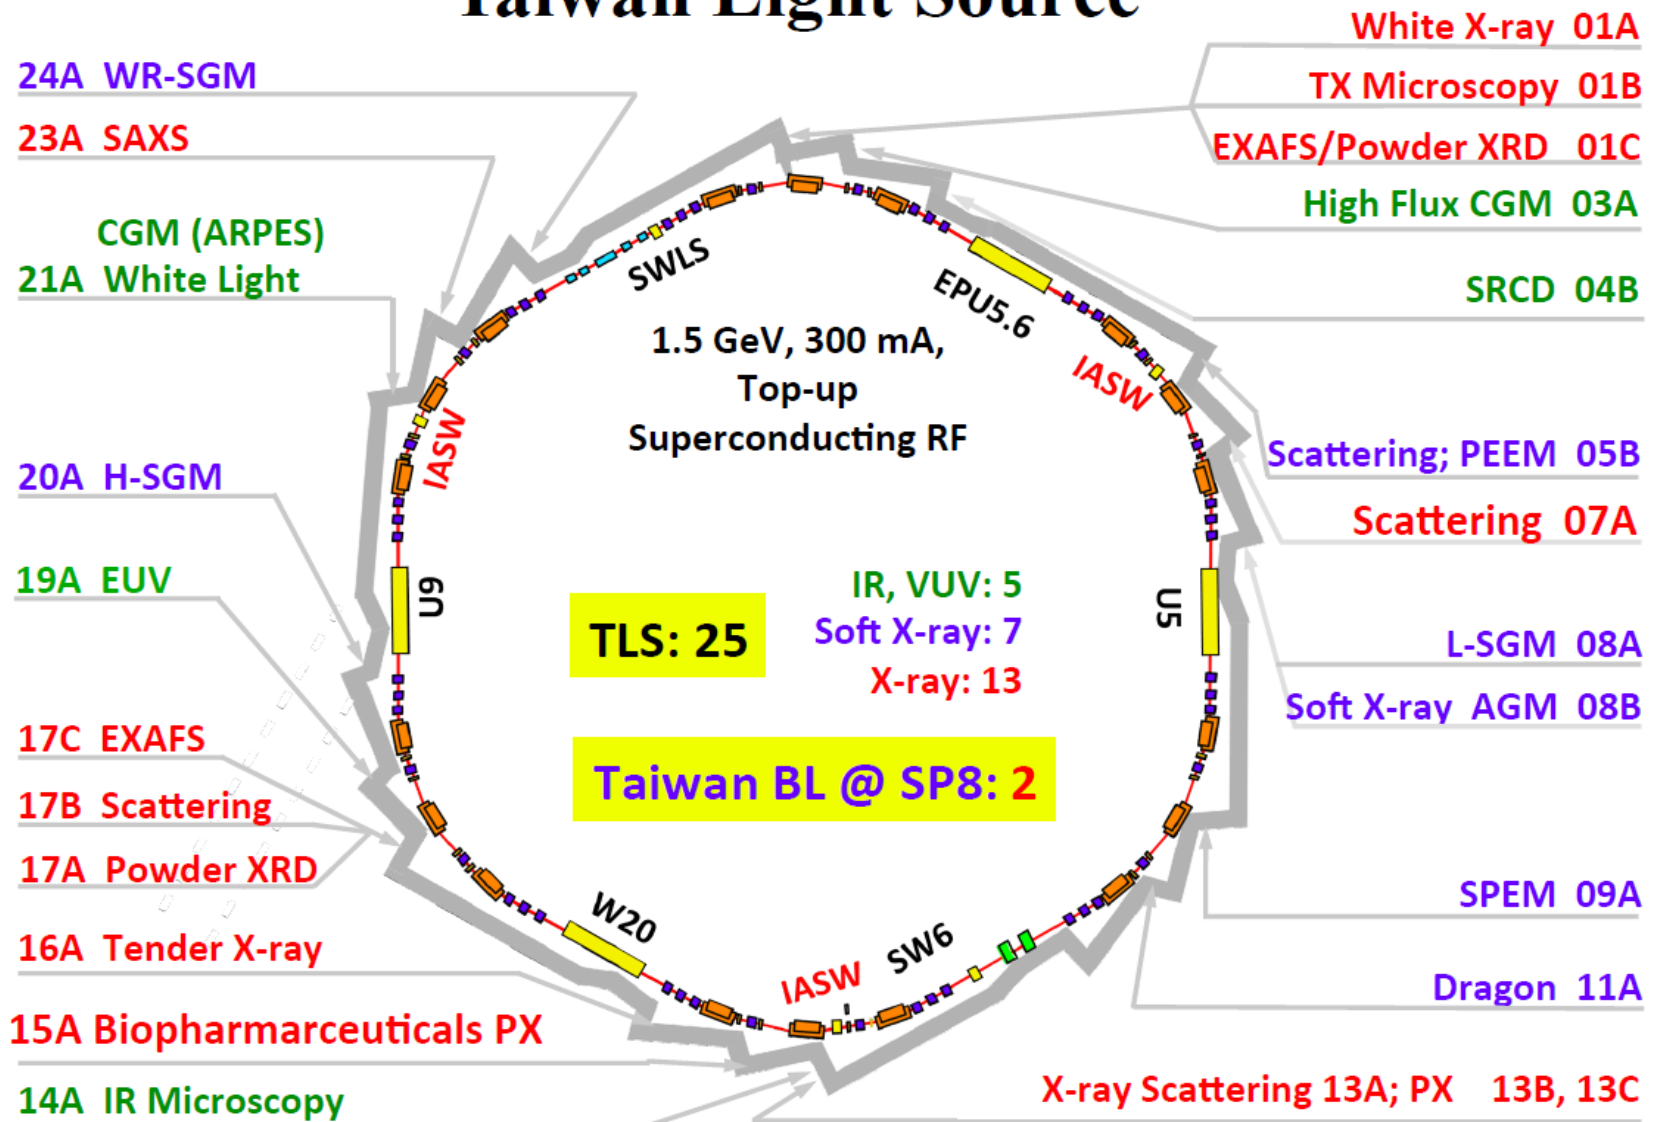 Taiwan Light Source
24A WR-SGM
23A SAXS
CGM (ARPES)
21A White Light
20A H-SGM
19A EUV
17C EXAFS
17B Scattering
17A Powder XRD
16A Tender X-ray
15A Biopharmarceuticals PX
14A IR Microscopy
White X-ray 01A
TX Microscopy 01B
EXAFS/Powder XRD 01C
High Flux CGM 03A
SRCD 04B
Scattering; PEEM 05B
Scattering 07A
L-SGM 08A
Soft X-ray AGM 08B
SPEM 09A
Dragon 11A
X-ray Scattering 13A; PX 13B, 13C
SWLS
EPU5.6
IASW
IASW
U9
U5
W20
IASW
SW6
1.5 GeV, 300 mA,
Top-up
Superconducting RF
IR, VUV: 5
Soft X-ray: 7
X-ray: 13
TLS: 25
Taiwan BL @ SP8: 2